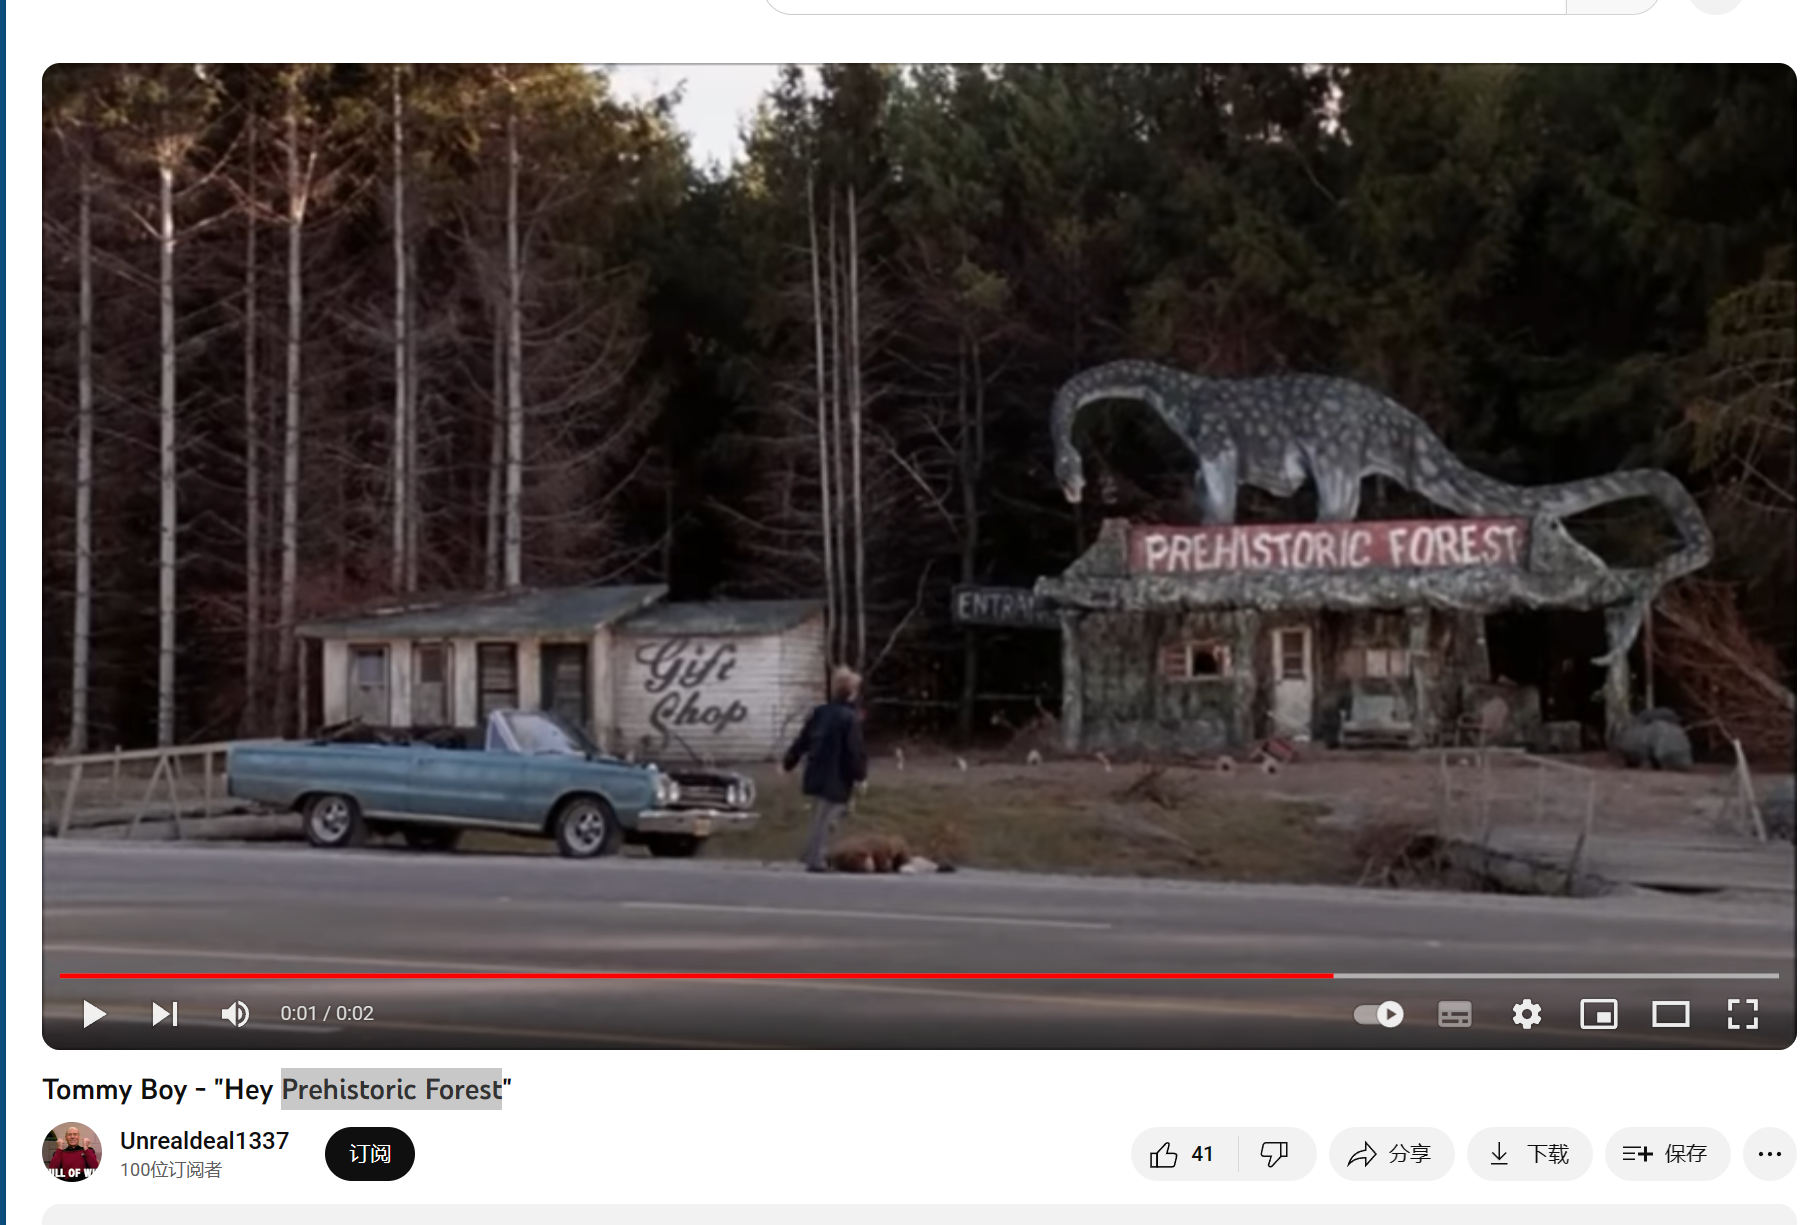 PREHISTORIC FOREST
Gift
Shop
0:01 / 0:02
Tommy Boy - "Hey Prehistoric Forest"
Unrealdeal1337
100位订阅者
订阅
41
分享
下载
保存